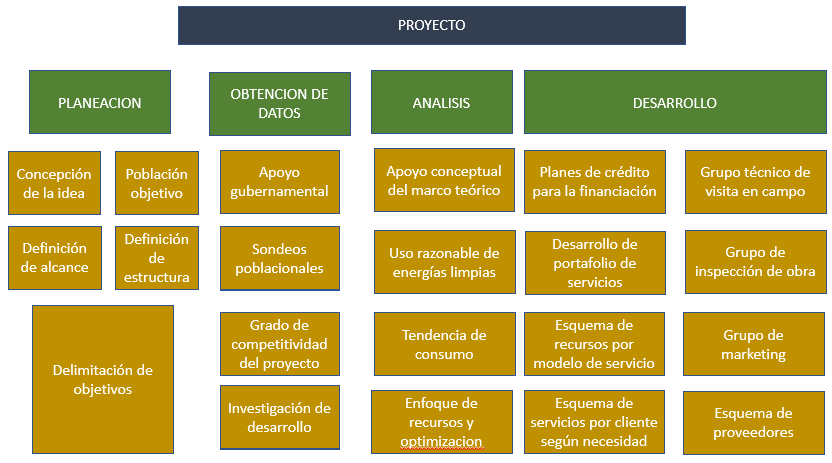 PROYECTO
PLANEACION
OBTENCION DE
DATOS
ANALISIS
DESARROLLO
Concepción
de la idea
Población
objetivo
Apoyo
gubernamental
Apoyo conceptual
del marco teórico
Planes de crédito
para la financiación
Grupo técnico de
visita en campo
Definición
de alcance
Definición
de
estructura
Sondeos
poblacionales
Uso razonable de
energías limpias
Desarrollo de
portafolio de
servicios
Grupo de
inspección de obra
Delimitación de
objetivos
Grado de
competitividad
del proyecto
Tendencia de
consumo
Esquema de
recursos por
modelo de servicio
Grupo de
marketing
Investigación de
desarrollo
Enfoque de
recursos y
optimizacion
Esquema de
servicios por cliente
según necesidad
Esquema de
proveedores